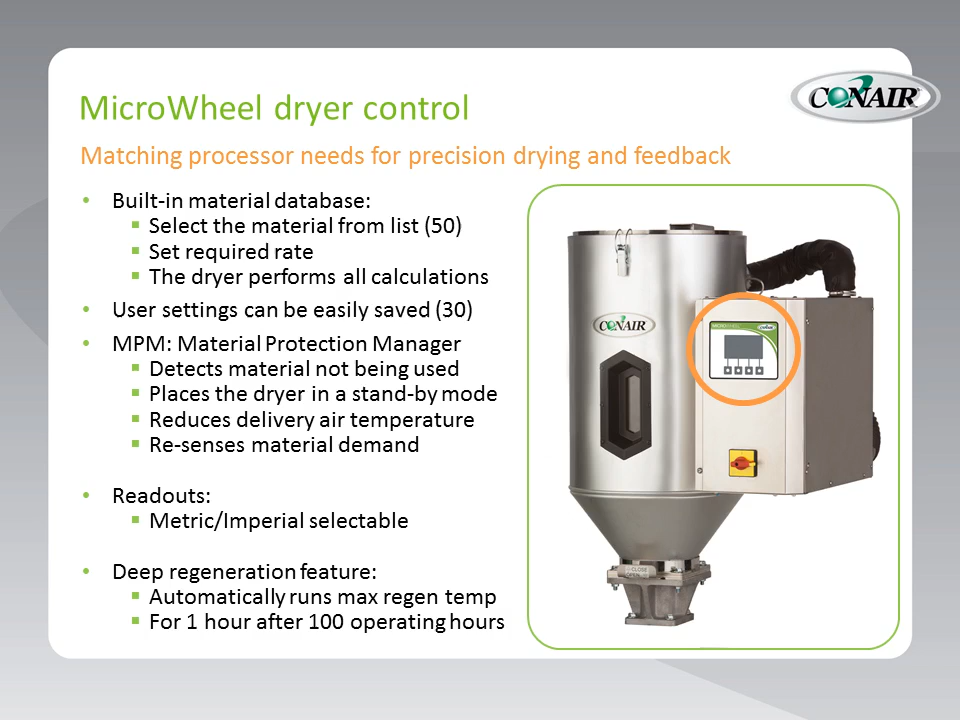 MicroWheel dryer control
CONAIR
Matching processor needs for precision drying and feedback
• Built-in material database:
▪ Select the material from list (50)
▪ Set required rate
▪ The dryer performs all calculations
• User settings can be easily saved (30)
• MPM: Material Protection Manager
▪ Detects material not being used
▪ Places the dryer in a stand-by mode
▪ Reduces delivery air temperature
▪ Re-senses material demand
• Readouts:
▪ Metric/Imperial selectable
• Deep regeneration feature:
▪ Automatically runs max regen temp
▪ For 1 hour after 100 operating hours
CONAIR
MICROWHEEL
CLOSE
OPEN